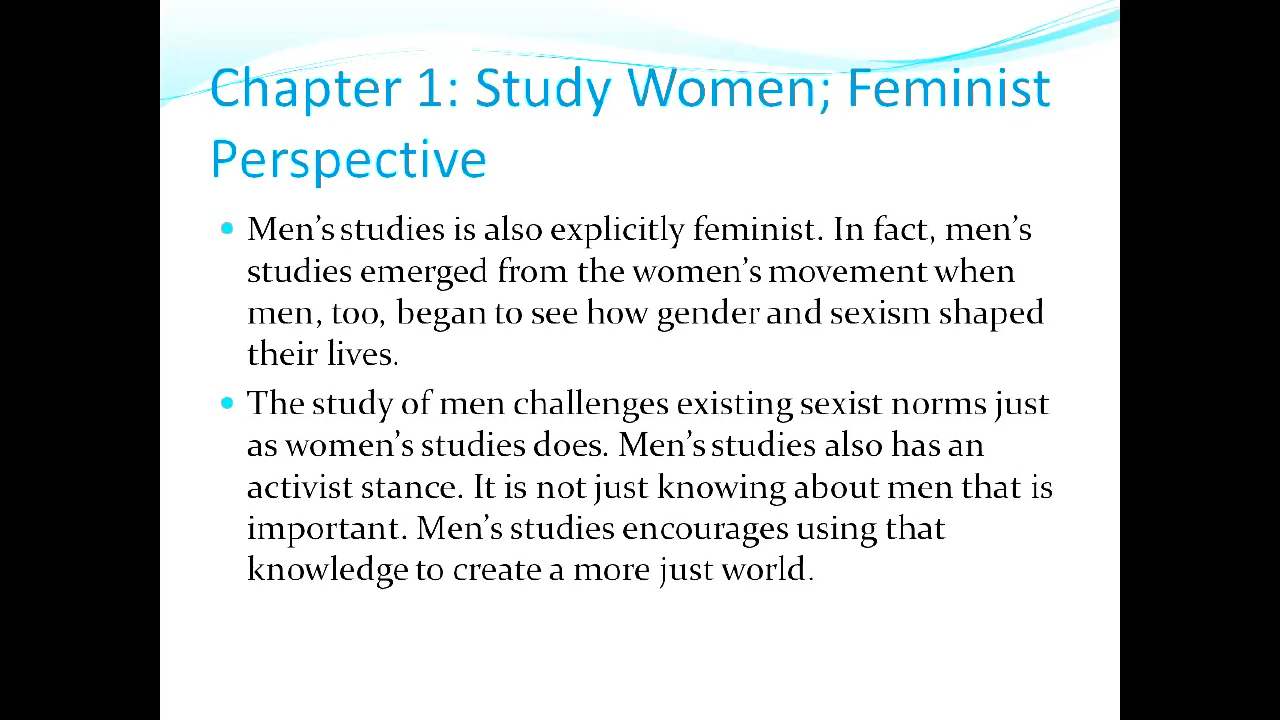 Chapter 1: Study Women; Feminist
Perspective
• Men's studies is also explicitly feminist. In fact, men's
studies emerged from the women's movement when
men, too, began to see how gender and sexism shaped
their lives.
• The study of men challenges existing sexist norms just
as women's studies does. Men's studies also has an
activist stance. It is not just knowing about men that is
important. Men's studies encourages using that
knowledge to create a more just world.